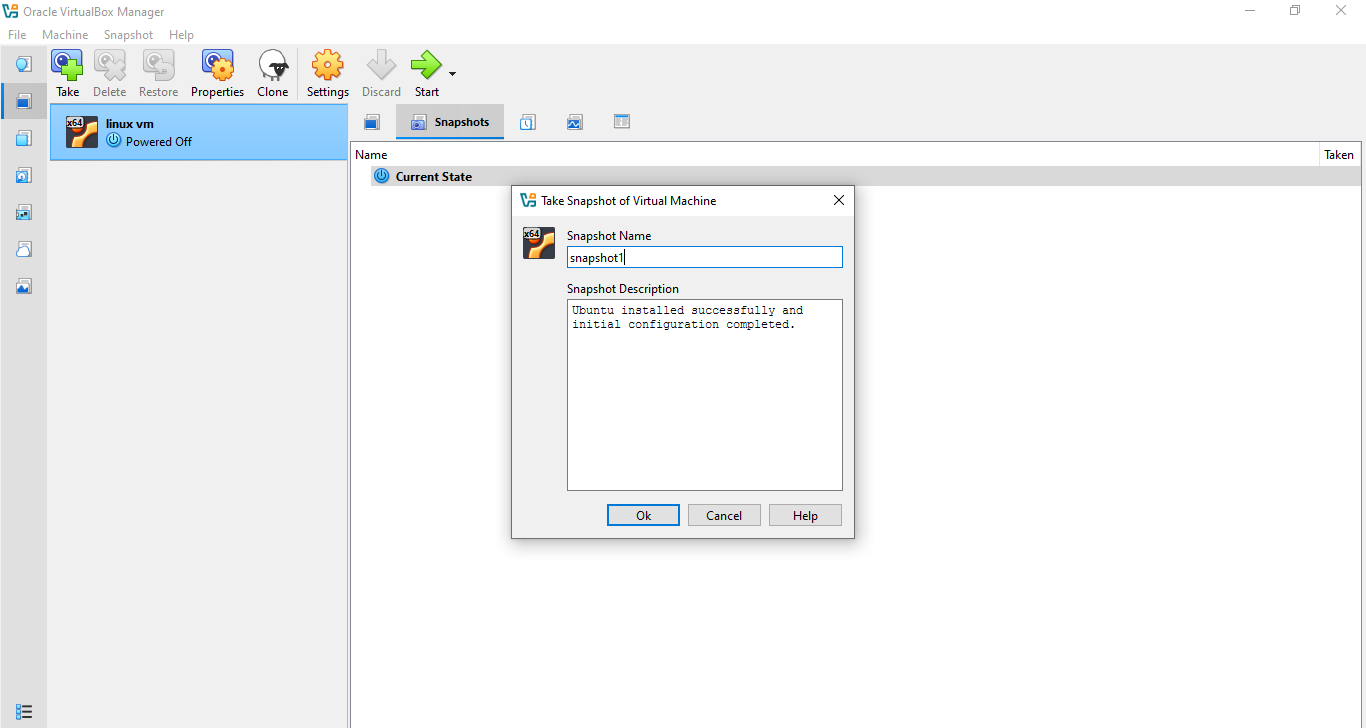 Oracle VirtualBox Manager
File Machine Snapshot Help
Take Delete Restore Properties Clone Settings Discard Start
x64
linux vm
Powered Off
Snapshots
Name Taken
Current State
Take Snapshot of Virtual Machine
x64
Snapshot Name
snapshot1
Snapshot Description
Ubuntu installed successfully and
initial configuration completed.
Ok Cancel Help